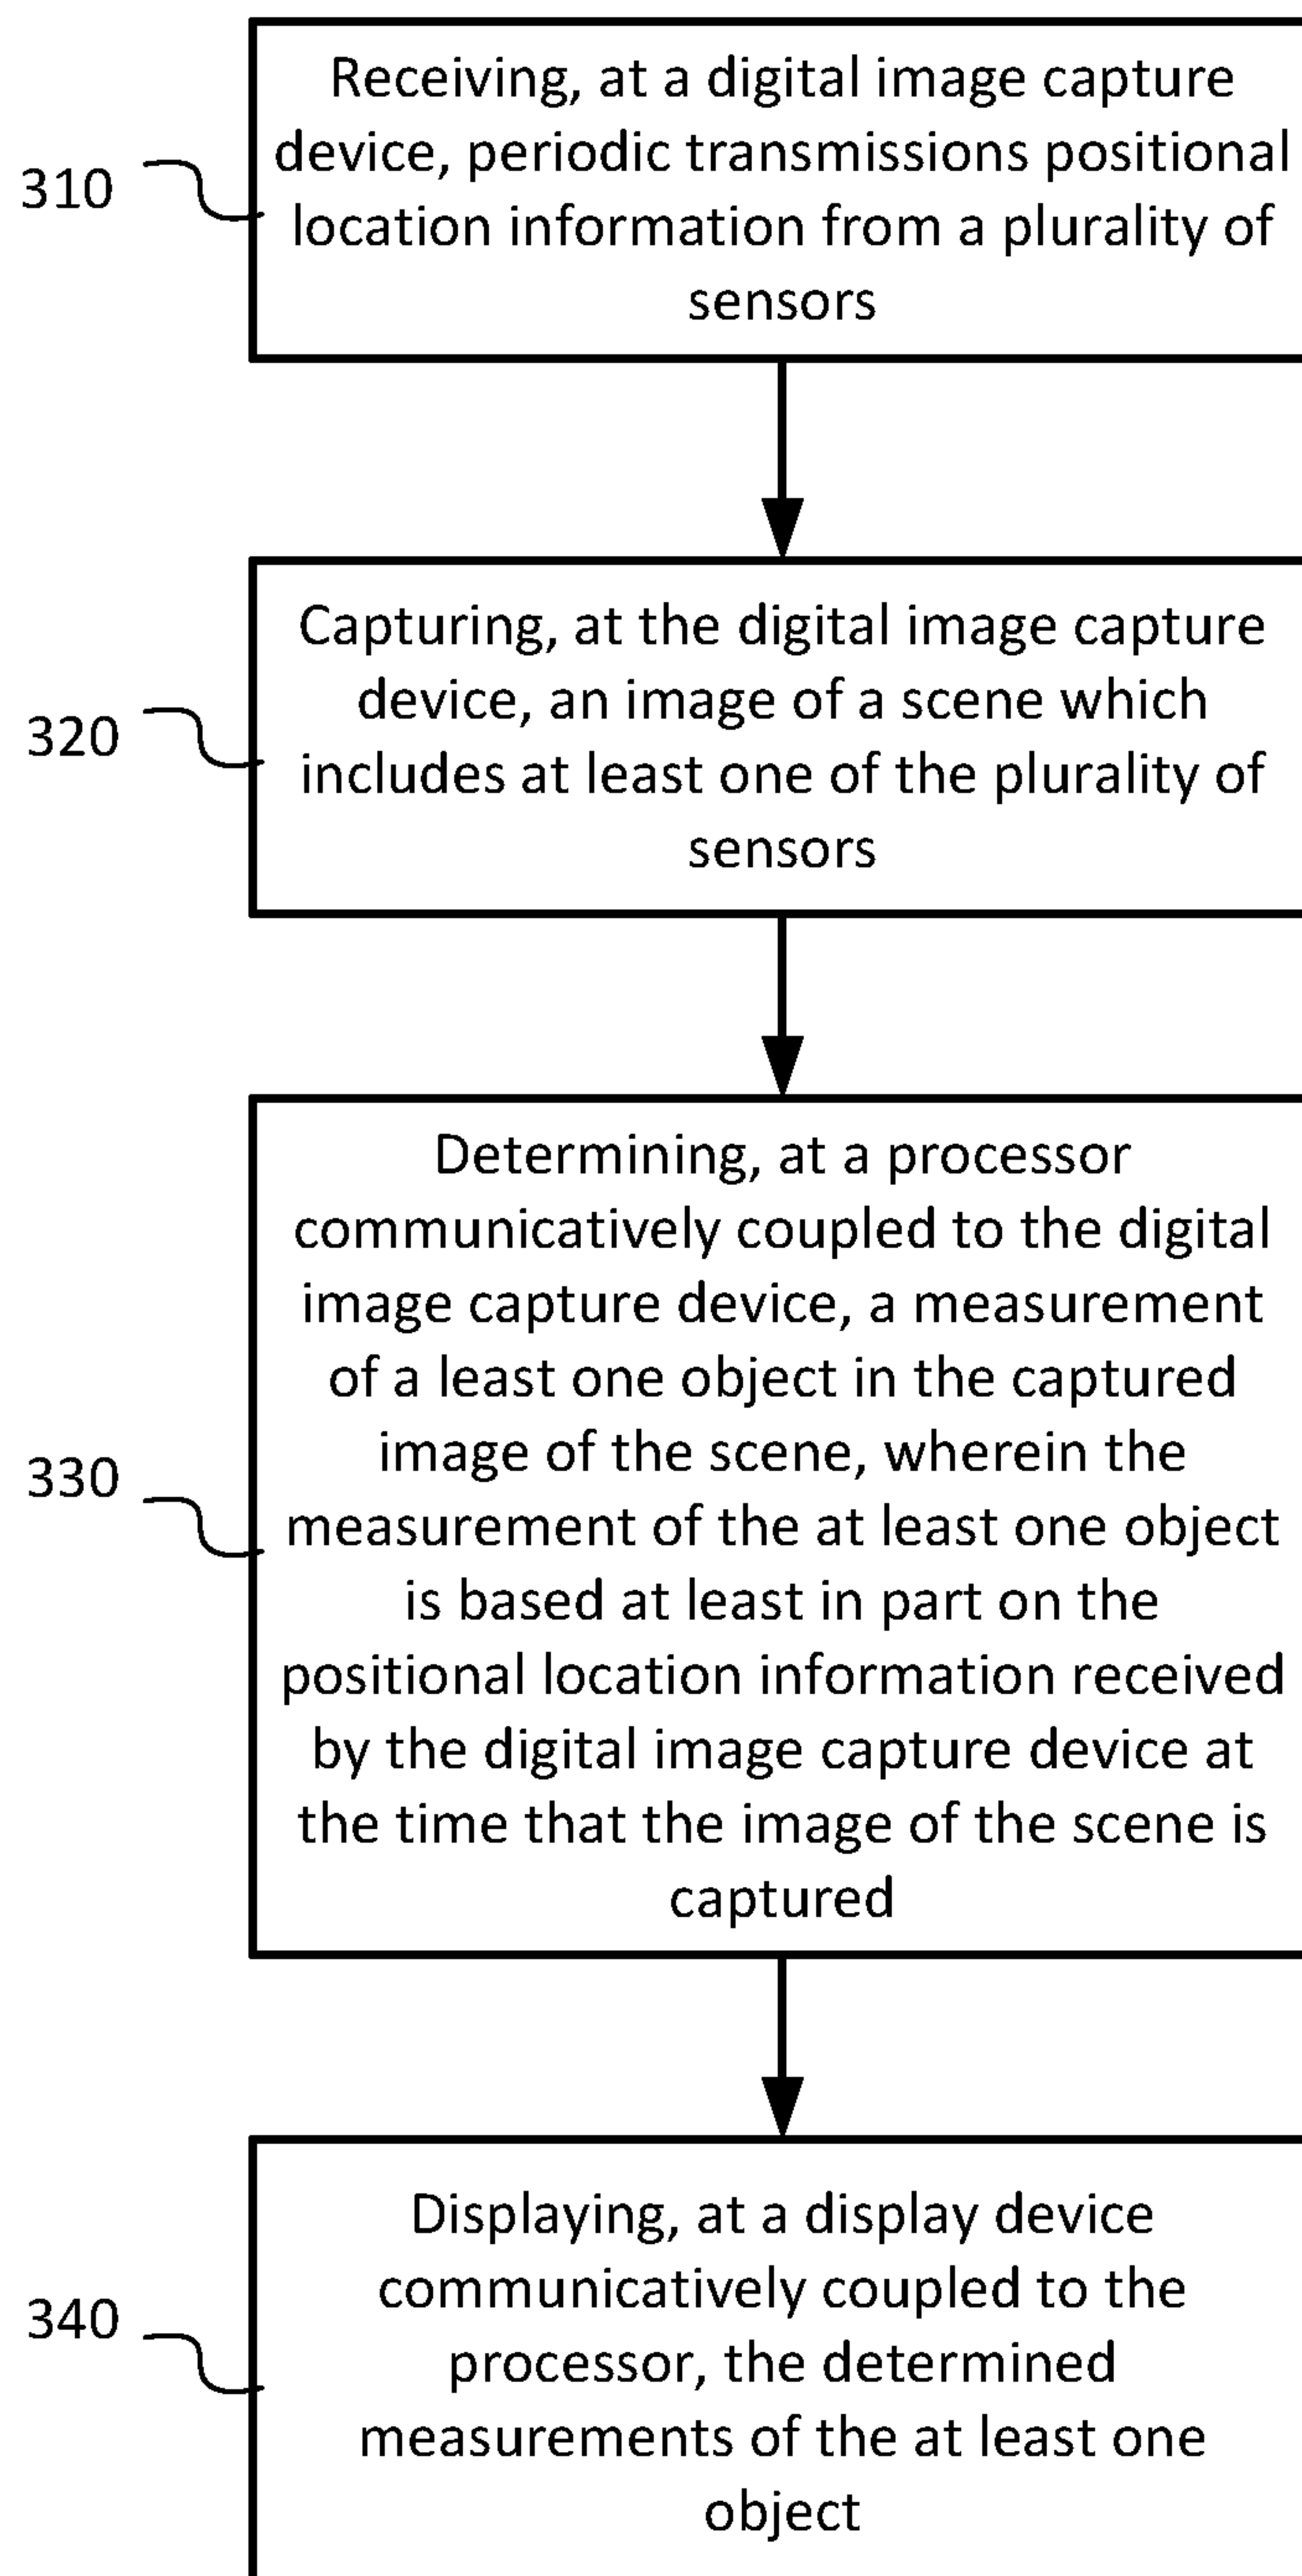 Receiving, at a digital image capture
device, periodic transmissions positional
310
location information from a plurality of
sensors
Capturing, at the digital image capture
device, an image of a scene which
320
includes at least one of the plurality of
sensors
Determining, at a processor
communicatively coupled to the digital
image capture device, a measurement
of a least one object in the captured
image of the scene, wherein the
330
measurement of the at least one object
is based at least in part on the
positional location information received
by the digital image capture device at
the time that the image of the scene is
captured
Displaying, at a display device
communicatively coupled to the
340
processor, the determined
measurements of the at least one
object